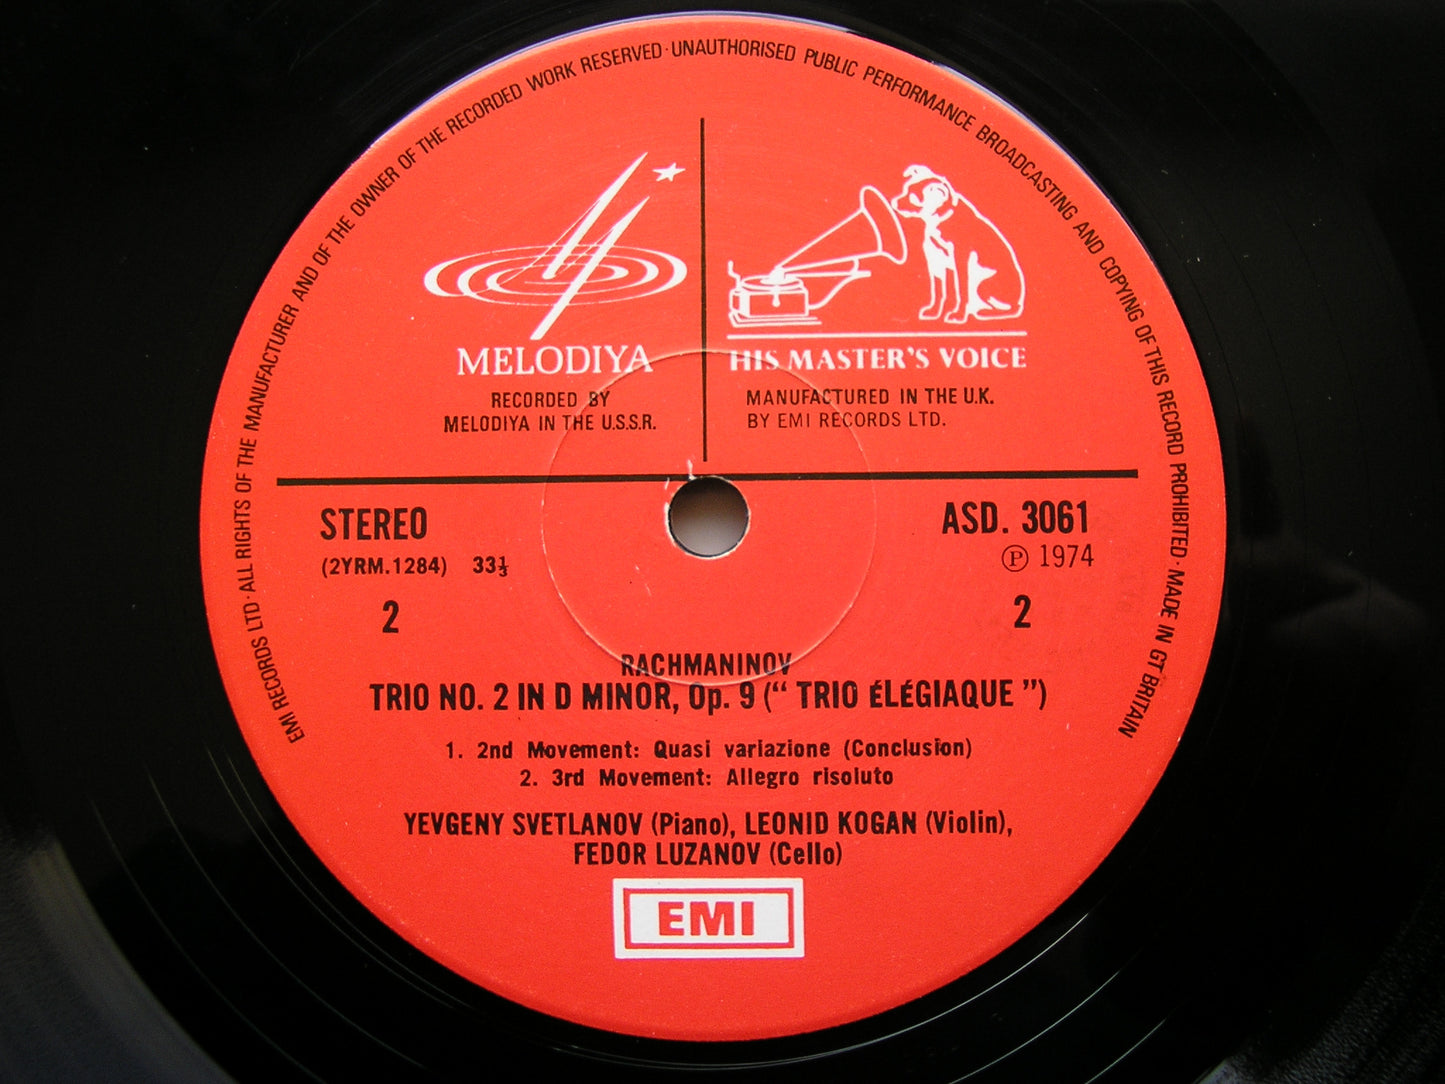 EMI RECORDS LTD · ALL RIGHTS OF THE MANUFACTURER AND OF THE OWNER OF THE RECORDED WORK RESERVED · UNAUTHORISED PUBLIC PERFORMANCE BROADCASTING AND COPYING OF THIS RECORD PROHIBITED · MADE IN GT BRITAIN
MELODIYA
RECORDED BY
MELODIYA IN THE U.S.S.R.
HIS MASTER'S VOICE
MANUFACTURED IN THE U.K.
BY EMI RECORDS LTD.
STEREO
(2YRM.1284) 33⅓
2
ASD. 3061
Ⓟ 1974
2
RACHMANINOV
TRIO NO. 2 IN D MINOR, Op. 9 (“ TRIO ÉLÉGIAQUE ”)
1. 2nd Movement: Quasi variazione (Conclusion)
2. 3rd Movement: Allegro risoluto
YEVGENY SVETLANOV (Piano), LEONID KOGAN (Violin),
FEDOR LUZANOV (Cello)
EMI